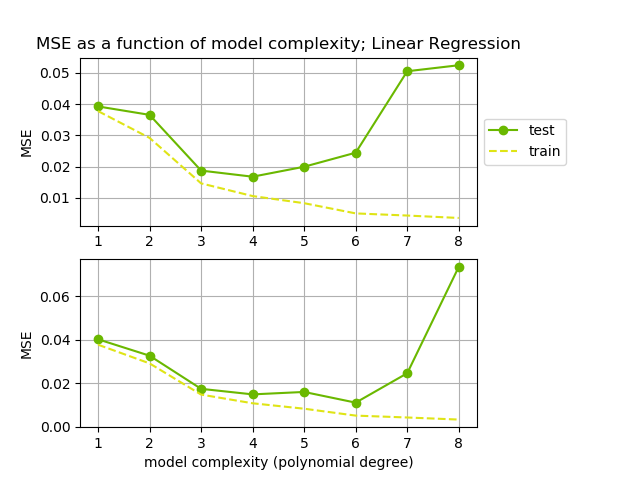 MSE as a function of model complexity; Linear Regression
0.05
0.04
0.03
0.02
0.01
MSE
1 2 3 4 5 6 7 8
test
train
0.06
0.04
0.02
0.00
MSE
1 2 3 4 5 6 7 8
model complexity (polynomial degree)